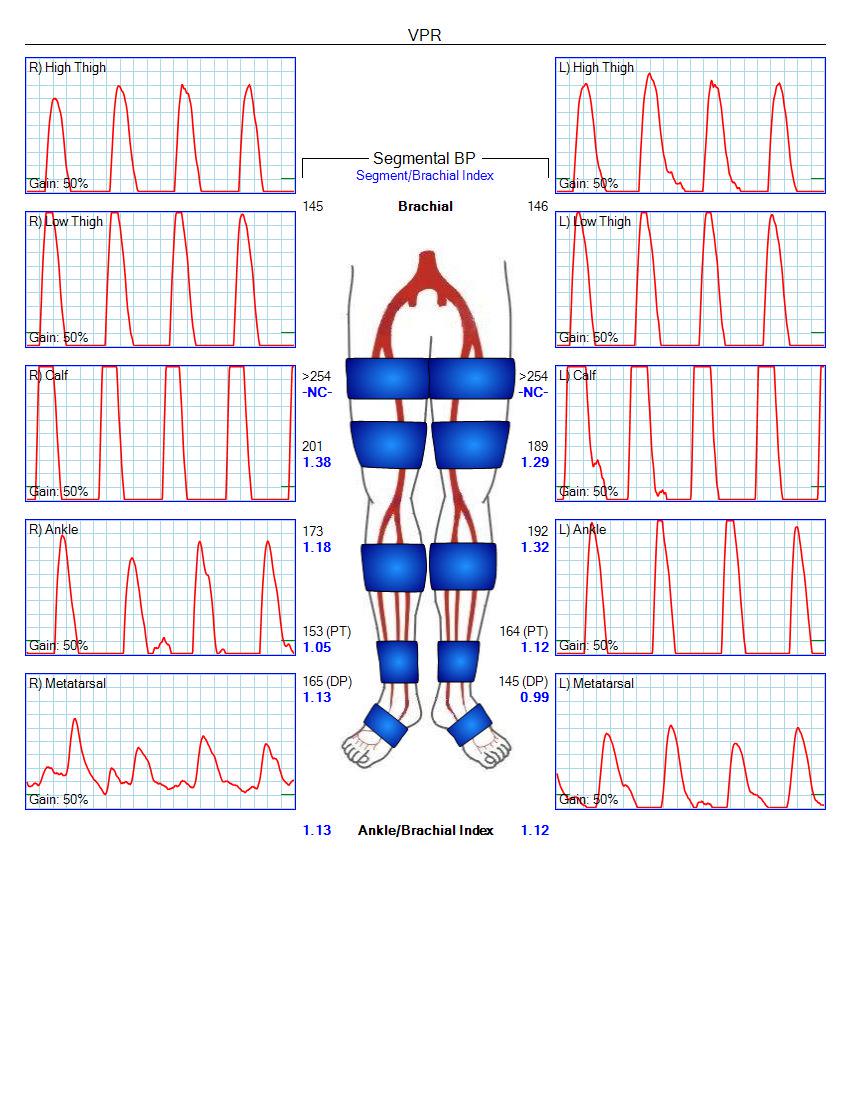 VPR
R) High Thigh
Gain: 50%
L) High Thigh
Gain: 50%
Segmental BP
Segment/Brachial Index
145 Brachial 146
R) Low Thigh
Gain: 50%
L) Low Thigh
Gain: 50%
R) Calf
Gain: 50%
>254 >254
-NC- -NC-
L) Calf
Gain: 50%
201 189
1.38 1.29
R) Ankle
Gain: 50%
173 192
1.18 1.32
L) Ankle
Gain: 50%
153 (PT) 164 (PT)
1.05 1.12
R) Metatarsal
Gain: 50%
165 (DP) 145 (DP)
1.13 0.99
L) Metatarsal
Gain: 50%
1.13 Ankle/Brachial Index 1.12